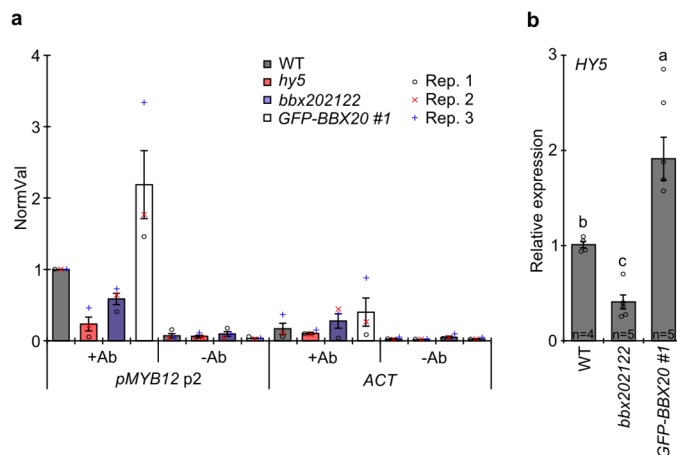 a
4
3
2
1
0
NormVal
WT
hy5
bbx202122
GFP-BBX20 #1
Rep. 1
Rep. 2
Rep. 3
+Ab -Ab +Ab -Ab
pMYB12 p2 ACT
b
3
2
1
0
Relative expression
HY5
b
c
a
n=4 n=5 n=5
WT
bbx202122
GFP-BBX20 #1